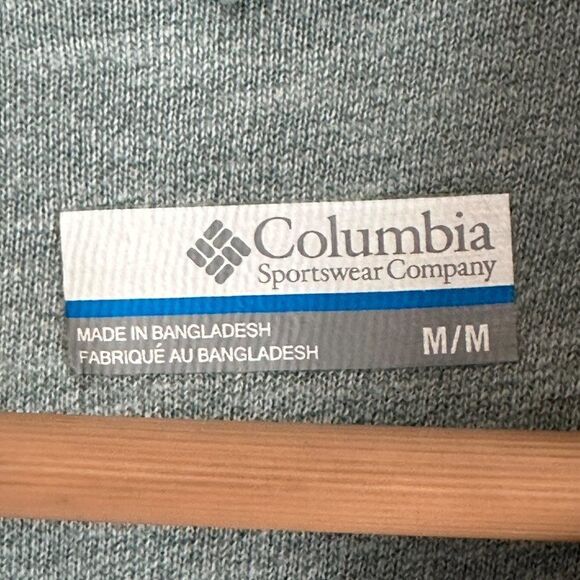 Columbia
Sportswear Company
MADE IN BANGLADESH
FABRIQUÉ AU BANGLADESH
M/M